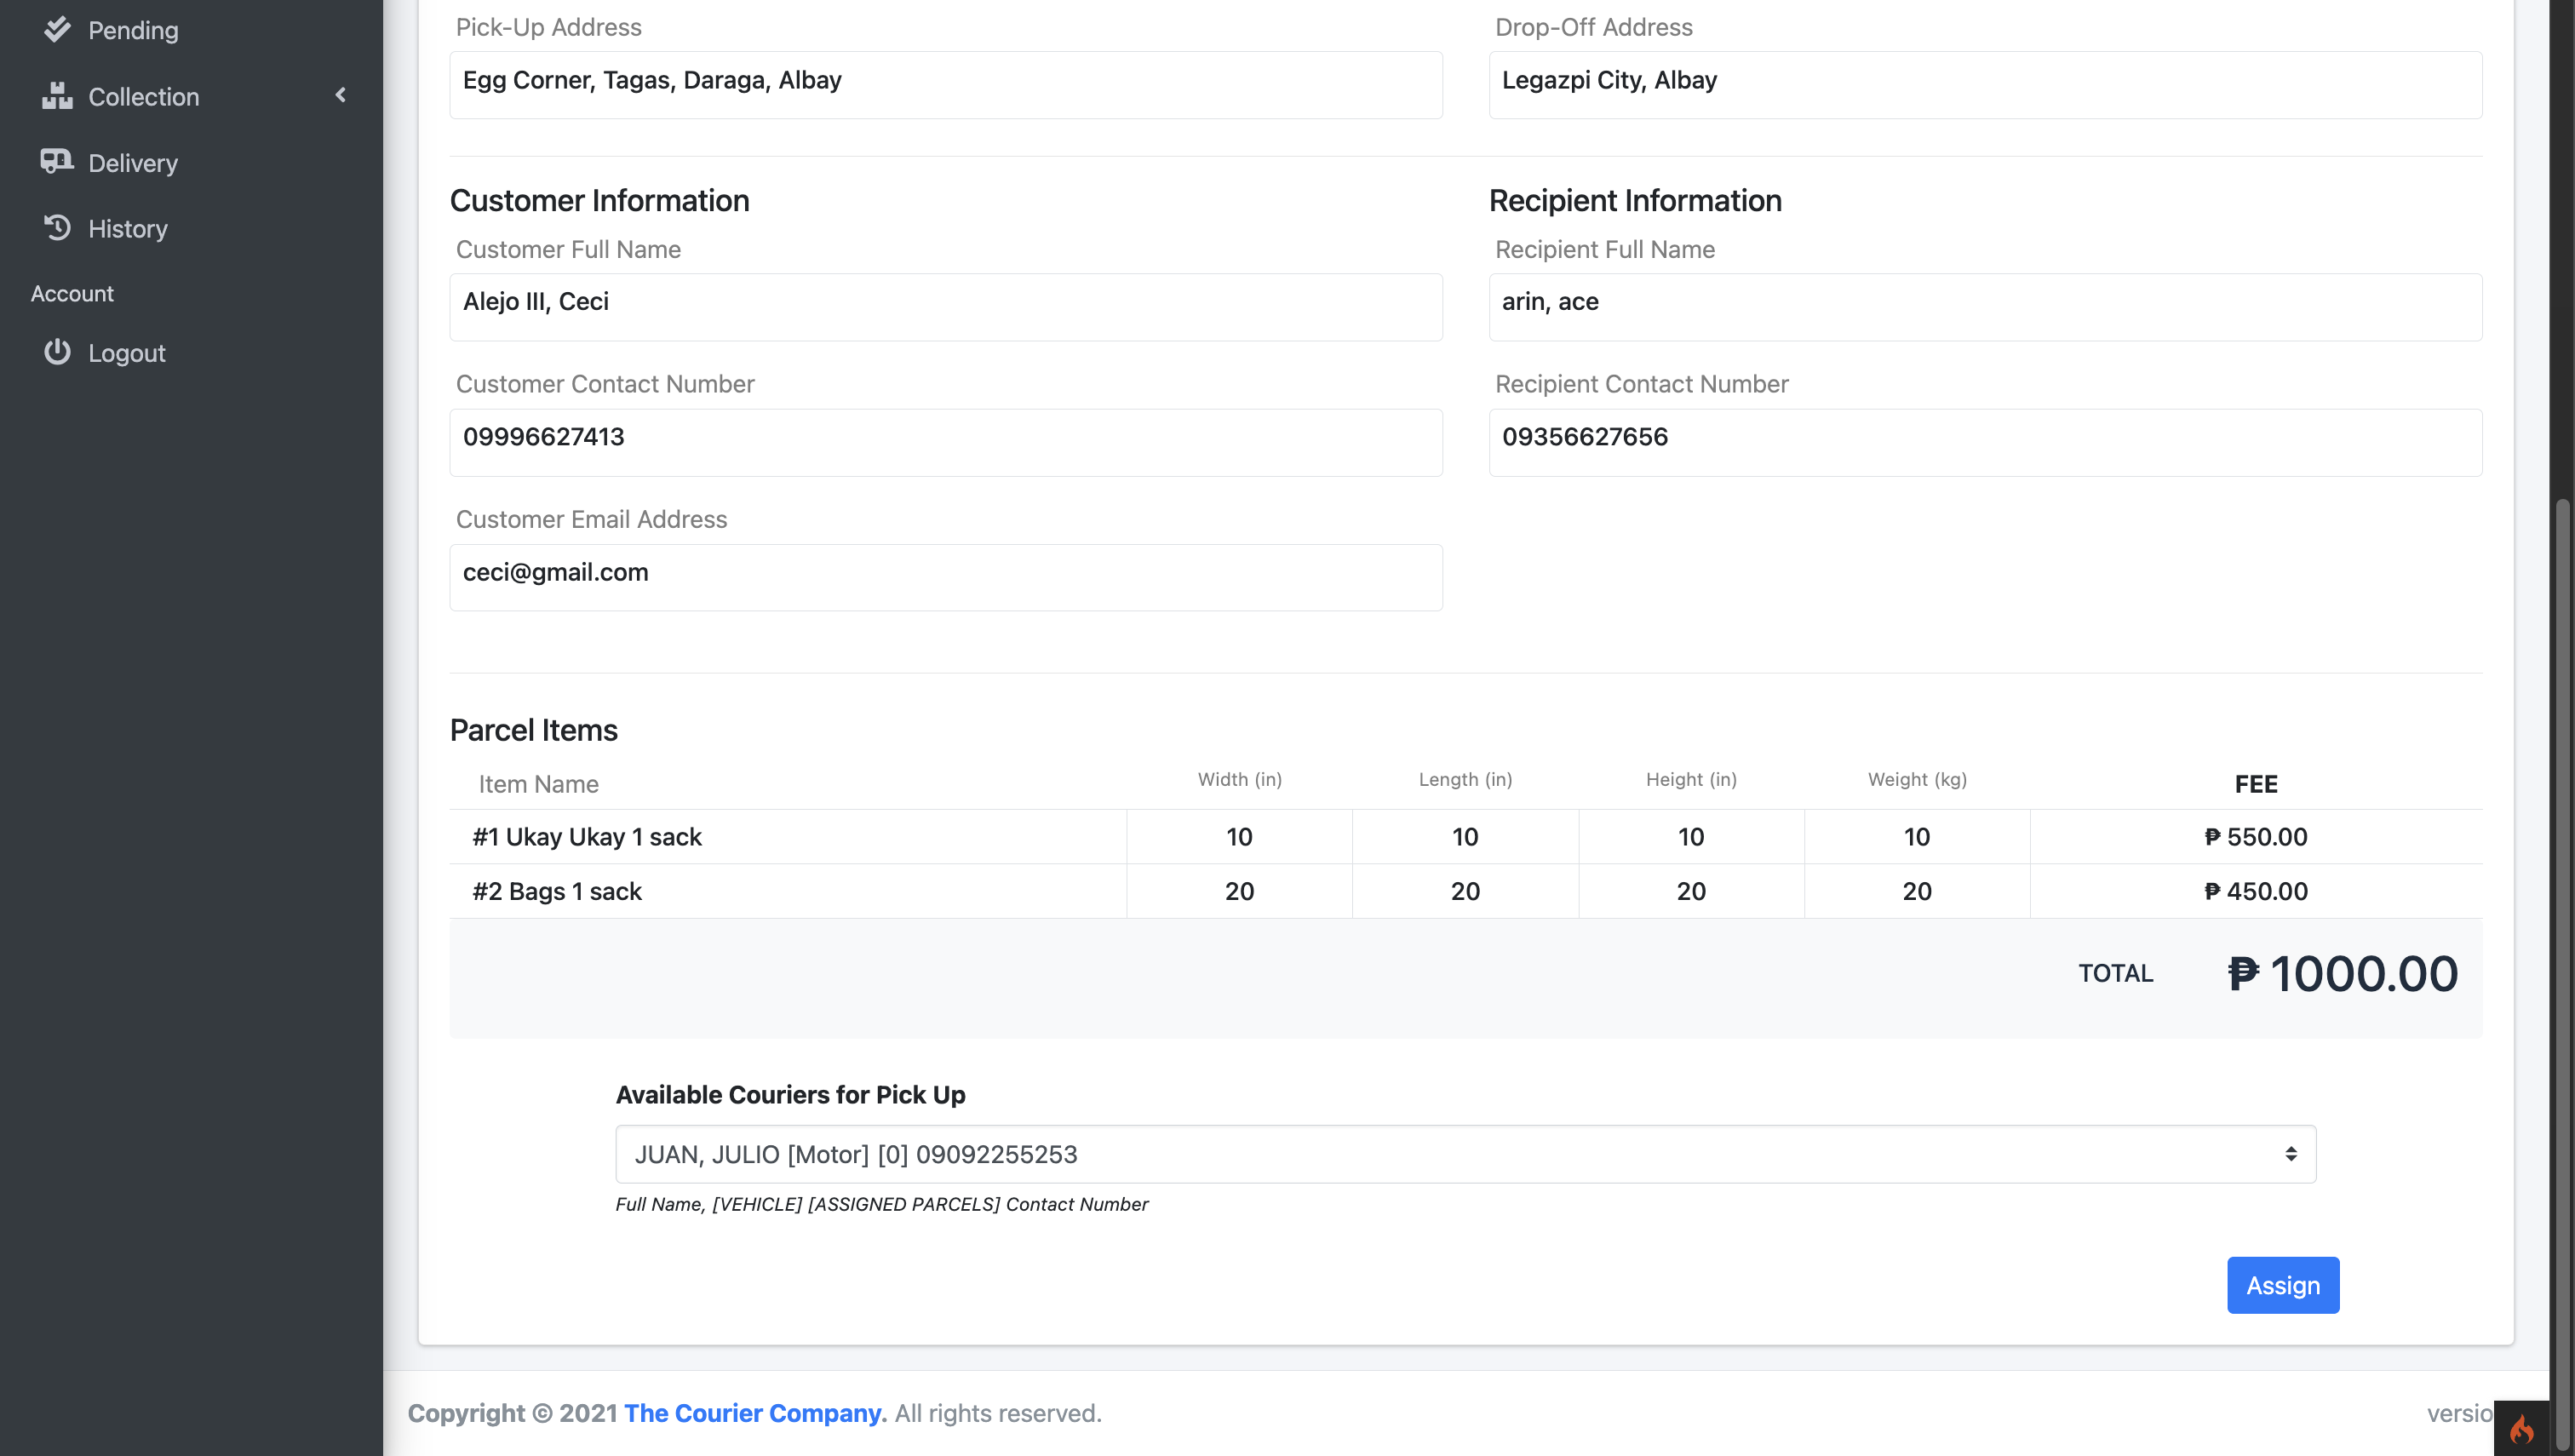 Pending
Collection
Delivery
History
Account
Logout
Pick-Up Address
Egg Corner, Tagas, Daraga, Albay
Drop-Off Address
Legazpi City, Albay
Customer Information
Customer Full Name
Alejo III, Ceci
Customer Contact Number
09996627413
Customer Email Address
ceci@gmail.com
Recipient Information
Recipient Full Name
arin, ace
Recipient Contact Number
09356627656
Parcel Items
Item Name Width (in) Length (in) Height (in) Weight (kg) FEE
#1 Ukay Ukay 1 sack 10 10 10 10 ₱ 550.00
#2 Bags 1 sack 20 20 20 20 ₱ 450.00
TOTAL ₱ 1000.00
Available Couriers for Pick Up
JUAN, JULIO [Motor] [0] 09092255253
Full Name, [VEHICLE] [ASSIGNED PARCELS] Contact Number
Assign
Copyright © 2021 The Courier Company. All rights reserved.
versio